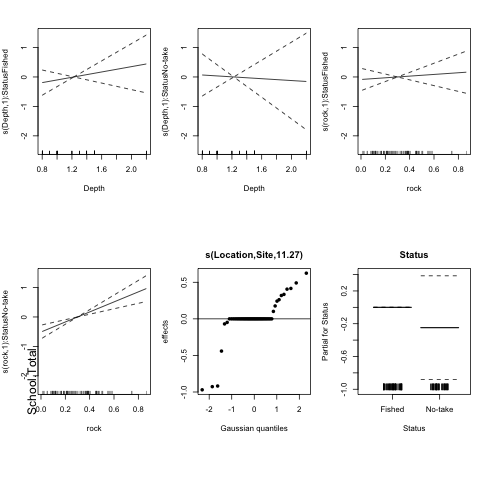 s(Depth,1):StatusFished
1
0
-1
-2
0.8 1.2 1.6 2.0
Depth
s(Depth,1):StatusNo-take
1
0
-1
-2
0.8 1.2 1.6 2.0
Depth
s(rock,1):StatusFished
1
0
-1
-2
0.0 0.2 0.4 0.6 0.8
rock
s(rock,1):StatusNo-take
1
0
-1
-2
School.Total
0.0 0.2 0.4 0.6 0.8
rock
s(Location,Site,11.27)
effects
0.5
0.0
-0.5
-1.0
-2 -1 0 1 2
Gaussian quantiles
Status
Partial for Status
0.2
-0.2
-0.6
-1.0
Fished No-take
Status